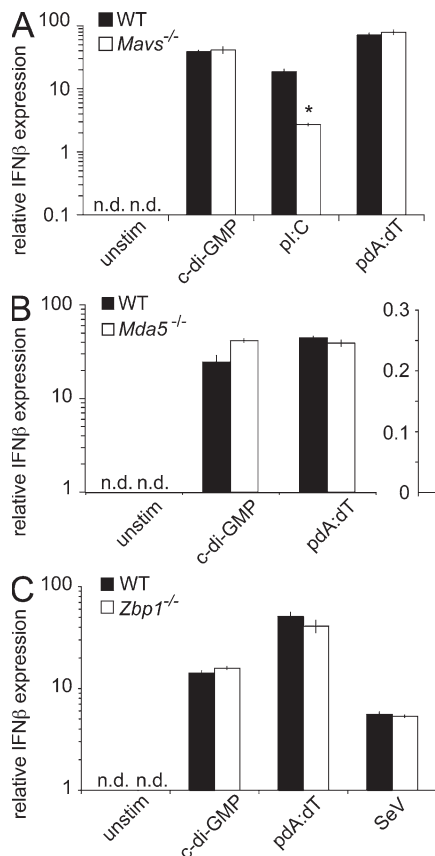 A
relative IFNβ expression
100
10
1
0.1
WT
Mavs-/-
*
n.d. n.d.
unstim
c-di-GMP
pI:C
pdA:dT
B
relative IFNβ expression
100
10
1
WT
Mda5-/-
n.d. n.d.
unstim
c-di-GMP
pdA:dT
0.3
0.2
0
C
relative IFNβ expression
100
10
1
WT
Zbp1-/-
n.d. n.d.
unstim
c-di-GMP
pdA:dT
SeV